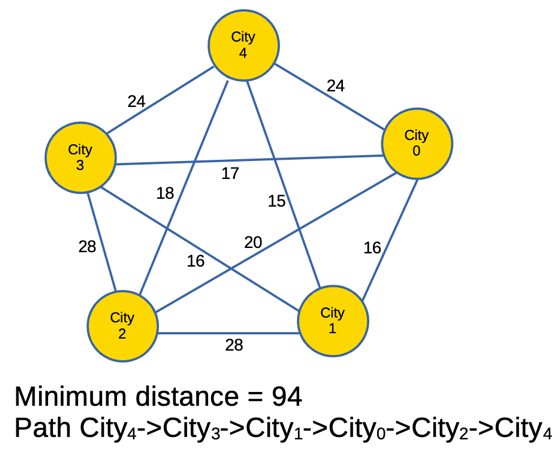 City
4
24
24
City
0
City
3
17
18
15
20
28
16
16
City
2
City
1
28
Minimum distance = 94
Path City₄->City₃->City₁->City₀->City₂->City₄